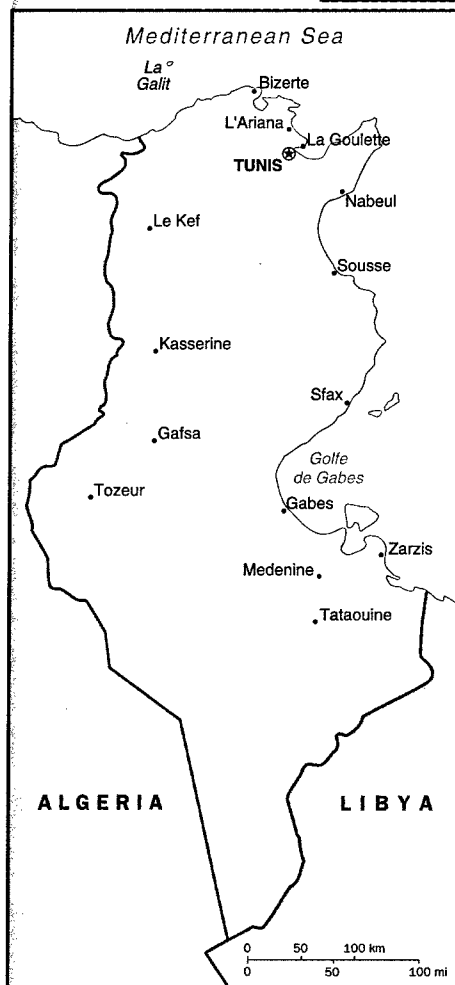 Mediterranean Sea
La
Galit
Bizerte
L'Ariana
La Goulette
TUNIS
Nabeul
Le Kef
Sousse
Kasserine
Sfax
Gafsa
Golfe
de Gabes
Tozeur
Gabes
Zarzis
Medenine
Tataouine
ALGERIA
LIBYA
0 50 100 km
0 50 100 mi